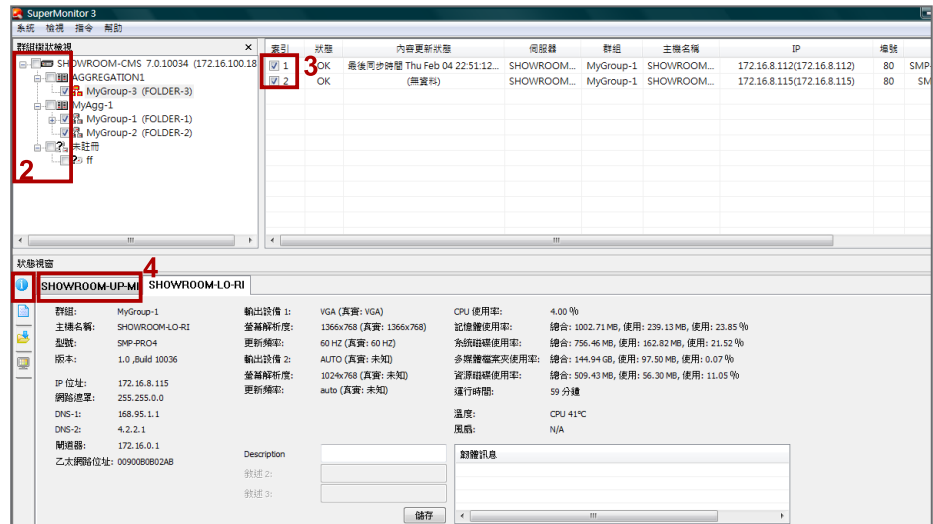 SuperMonitor 3
系統 檢視 指令 幫助
群組樹狀檢視 ×
SHOWROOM-CMS 7.0.10034 (172.16.100.18
AGGREGATION1
MyGroup-3 (FOLDER-3)
MyAgg-1
MyGroup-1 (FOLDER-1)
MyGroup-2 (FOLDER-2)
未註冊
ff
2
索引 狀態 內容更新狀態 伺服器 群組 主機名稱 IP 埠號
1 3 OK 最後同步時間 Thu Feb 04 22:51:12... SHOWROOM... MyGroup-1 SHOWROOM... 172.16.8.112(172.16.8.112) 80 SMP-
2 OK (無資料) SHOWROOM... MyGroup-1 SHOWROOM... 172.16.8.115(172.16.8.115) 80 SM
狀態視窗
4
SHOWROOM-UP-MI SHOWROOM-LO-RI
群組: MyGroup-1
主機名稱: SHOWROOM-LO-RI
型號: SMP-PRO4
版本: 1.0 ,Build 10036
IP 位址: 172.16.8.115
網路遮罩: 255.255.0.0
DNS-1: 168.95.1.1
DNS-2: 4.2.2.1
閘道器: 172.16.0.1
乙太網路位址: 00900B0B02AB
輸出設備 1: VGA (真實: VGA)
螢幕解析度: 1366x768 (真實: 1366x768)
更新頻率: 60 HZ (真實: 60 HZ)
輸出設備 2: AUTO (真實: 未知)
螢幕解析度: 1024x768 (真實: 未知)
更新頻率: auto (真實: 未知)
Description
敘述 2:
敘述 3:
儲存
CPU 使用率: 4.00 %
記憶體使用率: 總合: 1002.71 MB, 使用: 239.13 MB, 使用: 23.85 %
系統磁碟使用率: 總合: 756.46 MB, 使用: 162.82 MB, 使用: 21.52 %
多媒體檔案夾使用率: 總合: 144.94 GB, 使用: 97.50 MB, 使用: 0.07 %
資源磁碟使用率: 總合: 509.43 MB, 使用: 56.30 MB, 使用: 11.05 %
運行時間: 59 分鐘
溫度: CPU 41°C
風扇: N/A
韌體訊息